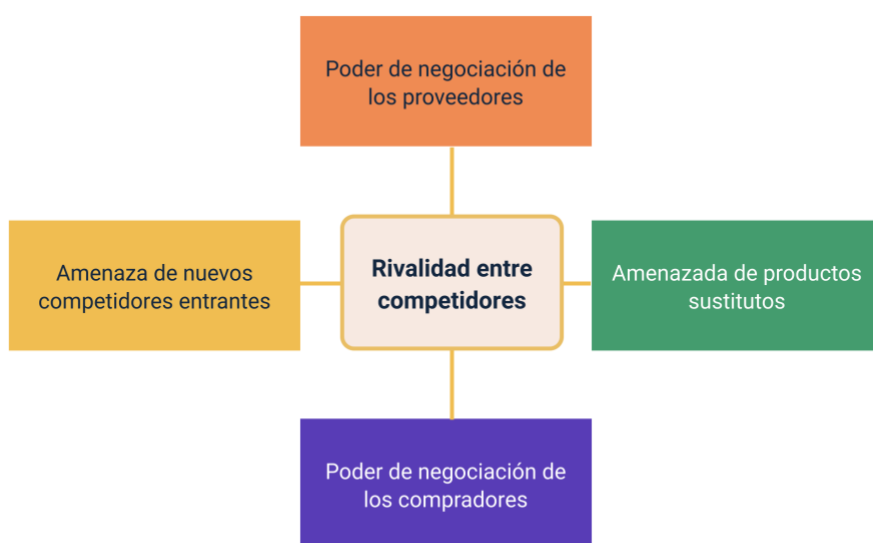 Poder de negociación de
los proveedores
Amenaza de nuevos
competidores entrantes
Rivalidad entre
competidores
Amenazada de productos
sustitutos
Poder de negociación de
los compradores